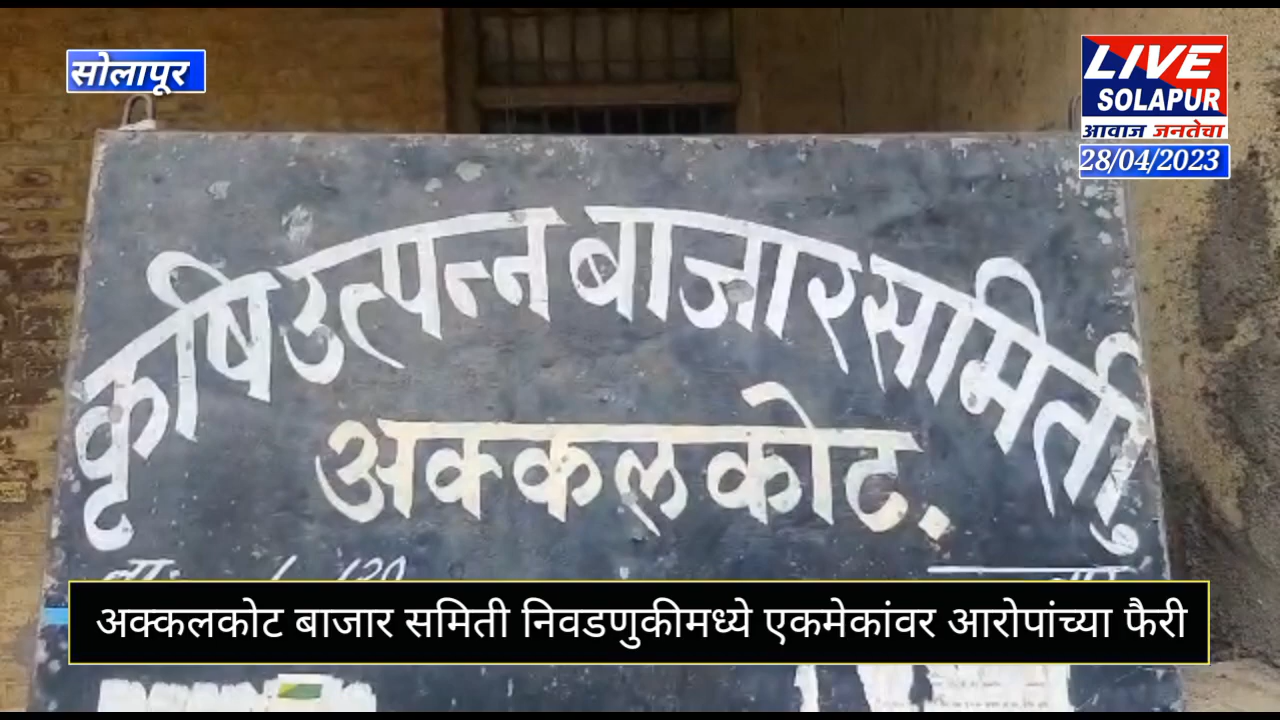 सोलापूर
LIVE
SOLAPUR
आवाज जनतेचा
28/04/2023
कृषि उत्पन्न बाजार समिती
अक्कलकोट.
अक्कलकोट बाजार समिती निवडणुकीमध्ये एकमेकांवर आरोपांच्या फैरी